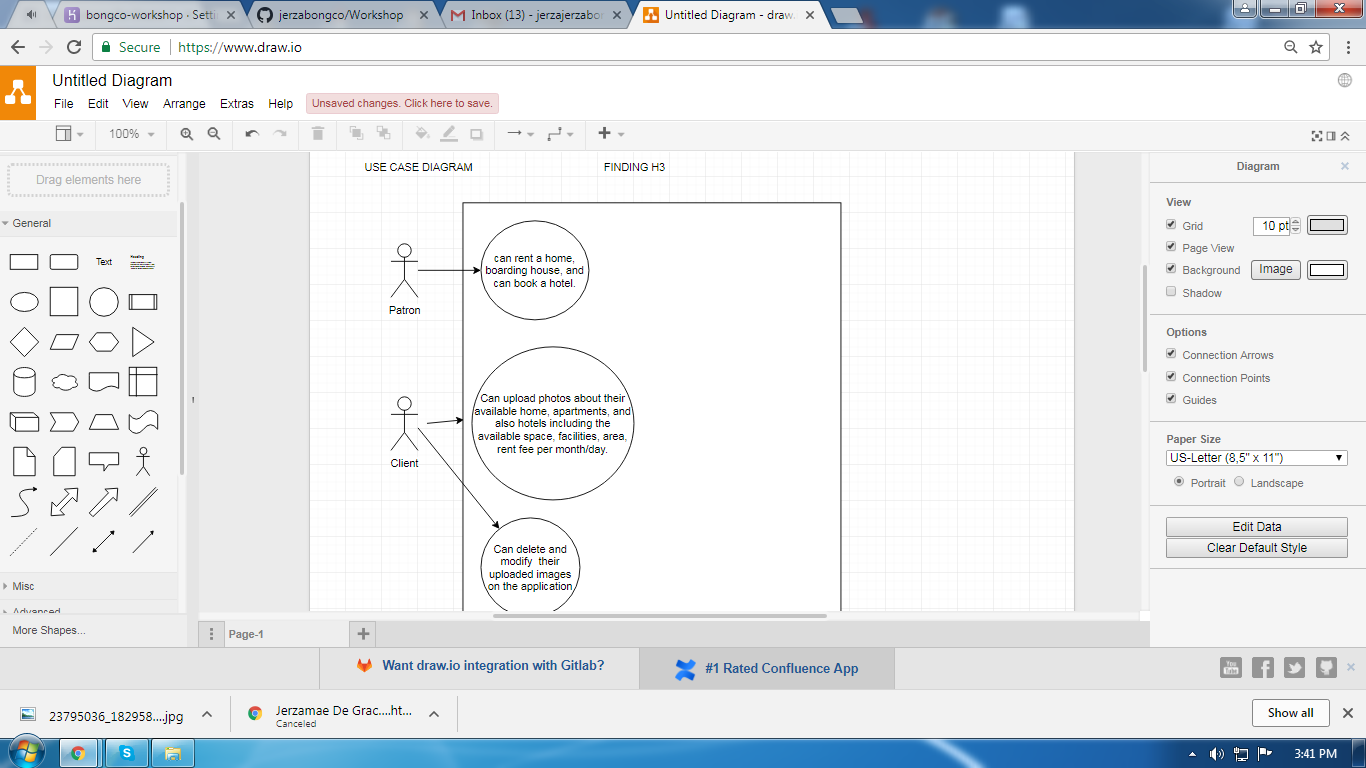 bongco-workshop · Setti
jerzabongco/Workshop
Inbox (13) - jerzajerzabon
Untitled Diagram - draw.
Secure
https://www.draw.io
Untitled Diagram
File
Edit
View
Arrange
Extras
Help
Unsaved changes. Click here to save.
100%
Drag elements here
General
Text
Heading
Misc
Advanced
More Shapes...
USE CASE DIAGRAM
FINDING H3
can rent a home,
boarding house, and
can book a hotel.
Patron
Can upload photos about their
available home, apartments, and
also hotels including the
available space, facilities, area,
rent fee per month/day.
Client
Can delete and
modify their
uploaded images
on the application
Page-1
Diagram
View
Grid
10 pt
Page View
Background
Image
Shadow
Options
Connection Arrows
Connection Points
Guides
Paper Size
US-Letter (8,5" x 11")
Portrait
Landscape
Edit Data
Clear Default Style
Want draw.io integration with Gitlab?
#1 Rated Confluence App
You
Tube
23795036_182958....jpg
Jerzamae De Grac....ht...
Canceled
Show all
3:41 PM